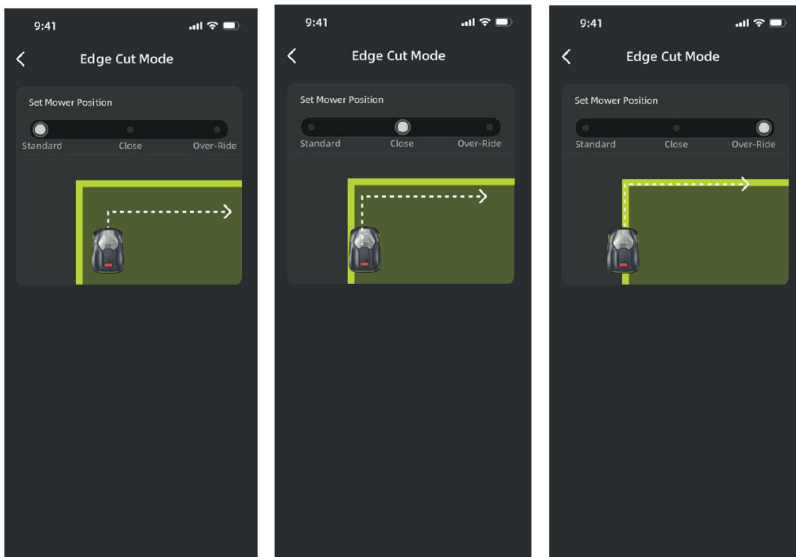 9:41
Edge Cut Mode
Set Mower Position
Standard Close Over-Ride
9:41
Edge Cut Mode
Set Mower Position
Standard Close Over-Ride
9:41
Edge Cut Mode
Set Mower Position
Standard Close Over-Ride